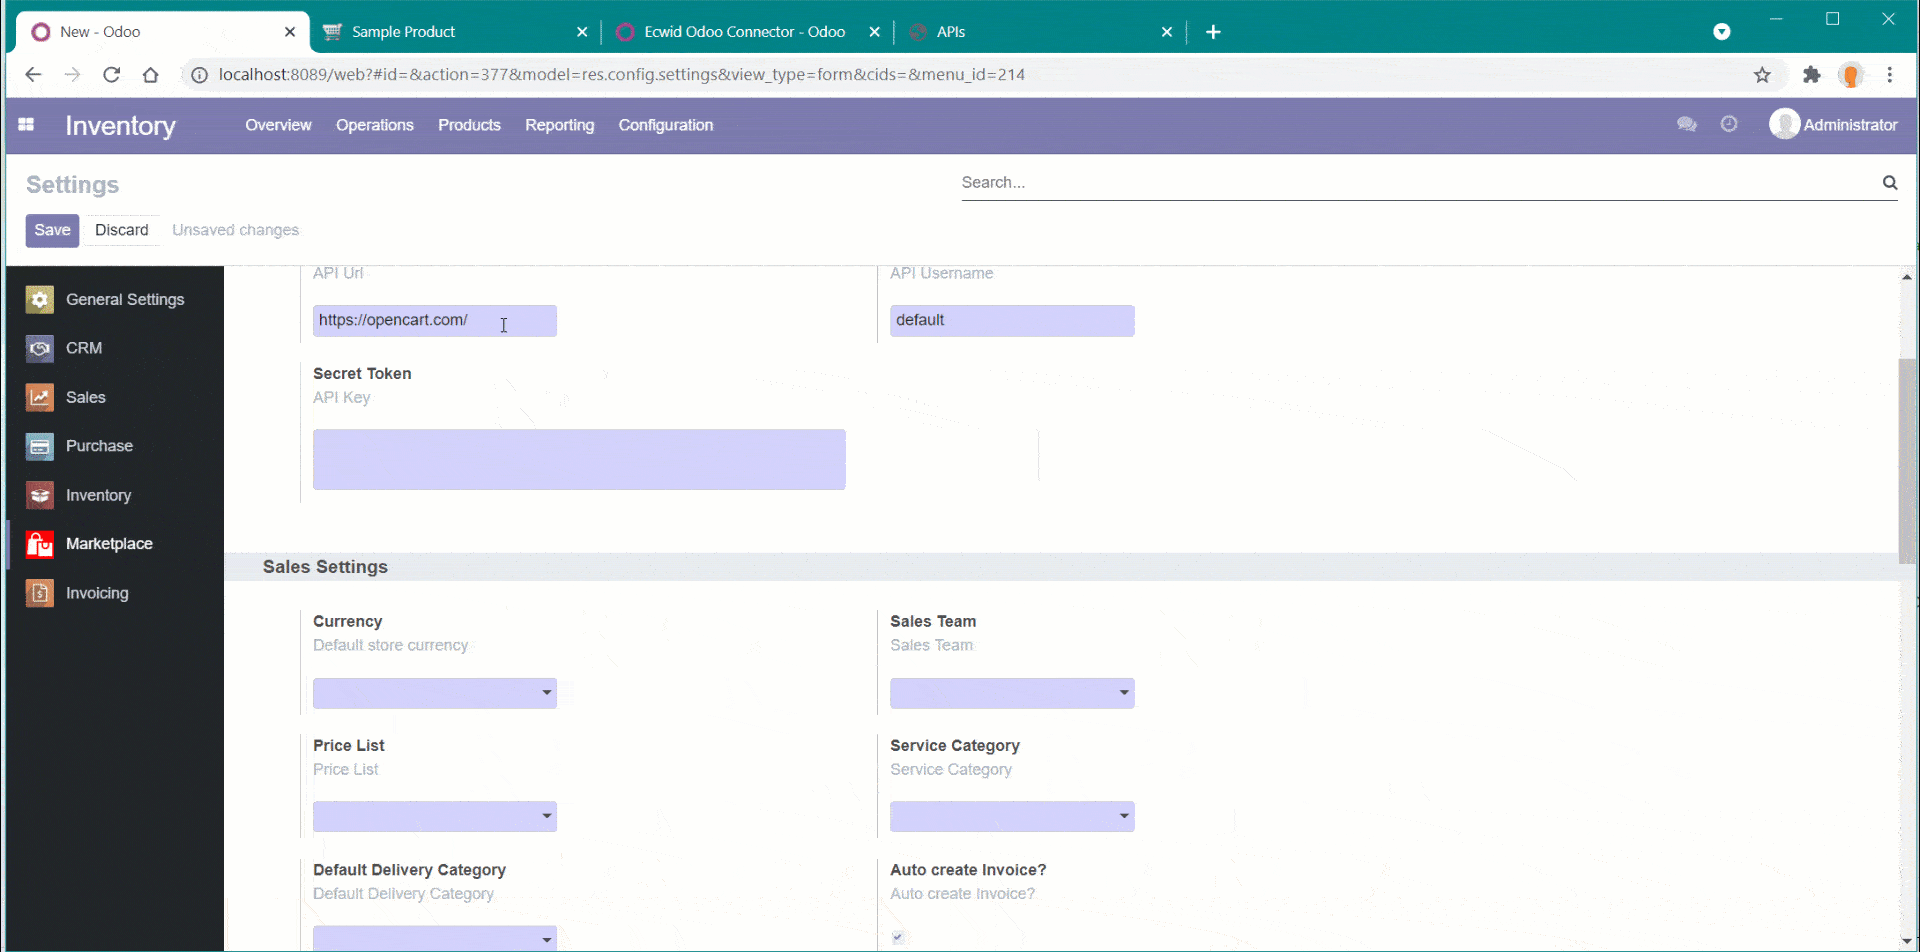 New - Odoo
Sample Product
Ecwid Odoo Connector - Odoo
APIs
localhost:8089/web?#id=&action=377&model=res.config.settings&view_type=form&cids=&menu_id=214
Inventory
Overview
Operations
Products
Reporting
Configuration
Administrator
Settings
Search...
Save
Discard
Unsaved changes
General Settings
CRM
Sales
Purchase
Inventory
Marketplace
Invoicing
API Url
API Username
https://opencart.com/
default
Secret Token
API Key
Sales Settings
Currency
Default store currency
Sales Team
Sales Team
Price List
Price List
Service Category
Service Category
Default Delivery Category
Default Delivery Category
Auto create Invoice?
Auto create Invoice?